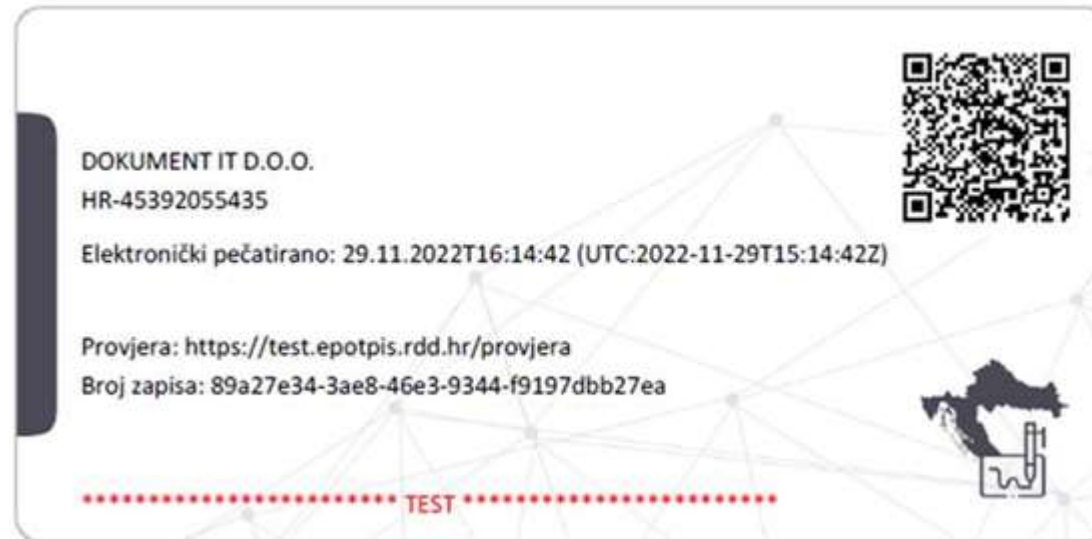 DOKUMENT IT D.O.O.
HR-45392055435
Elektronički pečatirano: 29.11.2022T16:14:42 (UTC:2022-11-29T15:14:42Z)
Provjera: https://test.epotpis.rdd.hr/provjera
Broj zapisa: 89a27e34-3ae8-46e3-9344-f9197dbb27ea
TEST